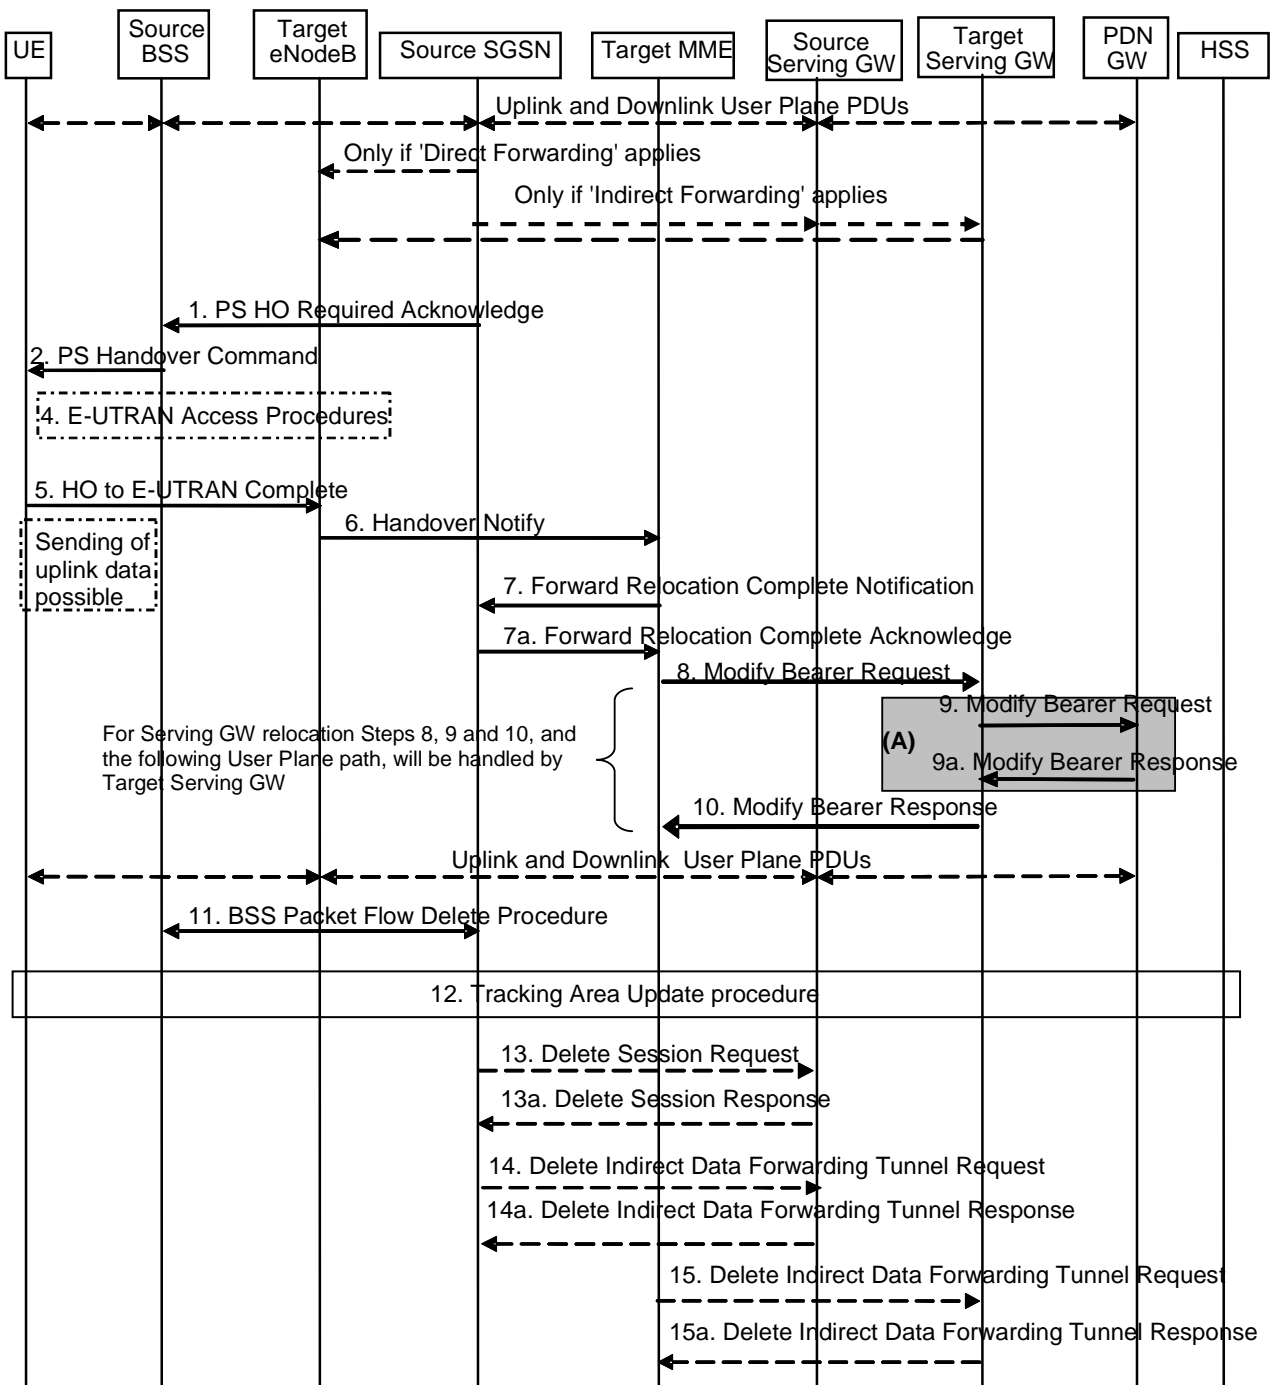 UE
Source
BSS
Target
eNodeB
Source SGSN
Target MME
Source
Serving GW
Target
Serving GW
PDN
GW
HSS
Uplink and Downlink User Plane PDUs
Only if 'Direct Forwarding' applies
Only if 'Indirect Forwarding' applies
1. PS HO Required Acknowledge
2. PS Handover Command
4. E-UTRAN Access Procedures
5. HO to E-UTRAN Complete
6. Handover Notify
Sending of
uplink data
possible
7. Forward Relocation Complete Notification
7a. Forward Relocation Complete Acknowledge
8. Modify Bearer Request
9. Modify Bearer Request
(A)
9a. Modify Bearer Response
For Serving GW relocation Steps 8, 9 and 10, and
the following User Plane path, will be handled by
Target Serving GW
10. Modify Bearer Response
Uplink and Downlink User Plane PDUs
11. BSS Packet Flow Delete Procedure
12. Tracking Area Update procedure
13. Delete Session Request
13a. Delete Session Response
14. Delete Indirect Data Forwarding Tunnel Request
14a. Delete Indirect Data Forwarding Tunnel Response
15. Delete Indirect Data Forwarding Tunnel Request
15a. Delete Indirect Data Forwarding Tunnel Response